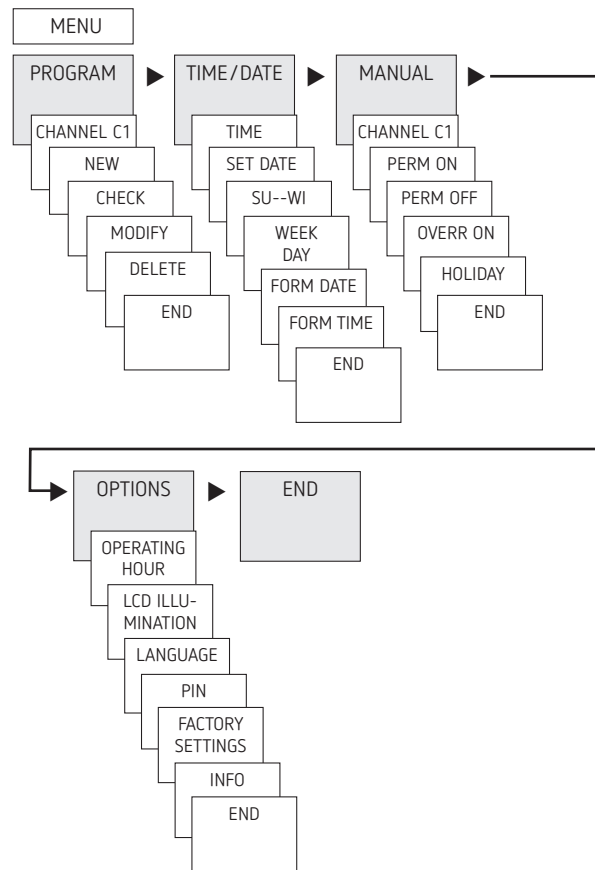 MENU
PROGRAM
CHANNEL C1
NEW
CHECK
MODIFY
DELETE
END
TIME/DATE
TIME
SET DATE
SU--WI
WEEK
DAY
FORM DATE
FORM TIME
END
MANUAL
CHANNEL C1
PERM ON
PERM OFF
OVERR ON
HOLIDAY
END
OPTIONS
OPERATING
HOUR
LCD ILLU-
MINATION
LANGUAGE
PIN
FACTORY
SETTINGS
INFO
END
END